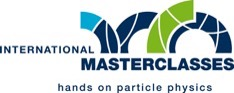 INTERNATIONAL
MASTERCLASSES
hands on particle physics